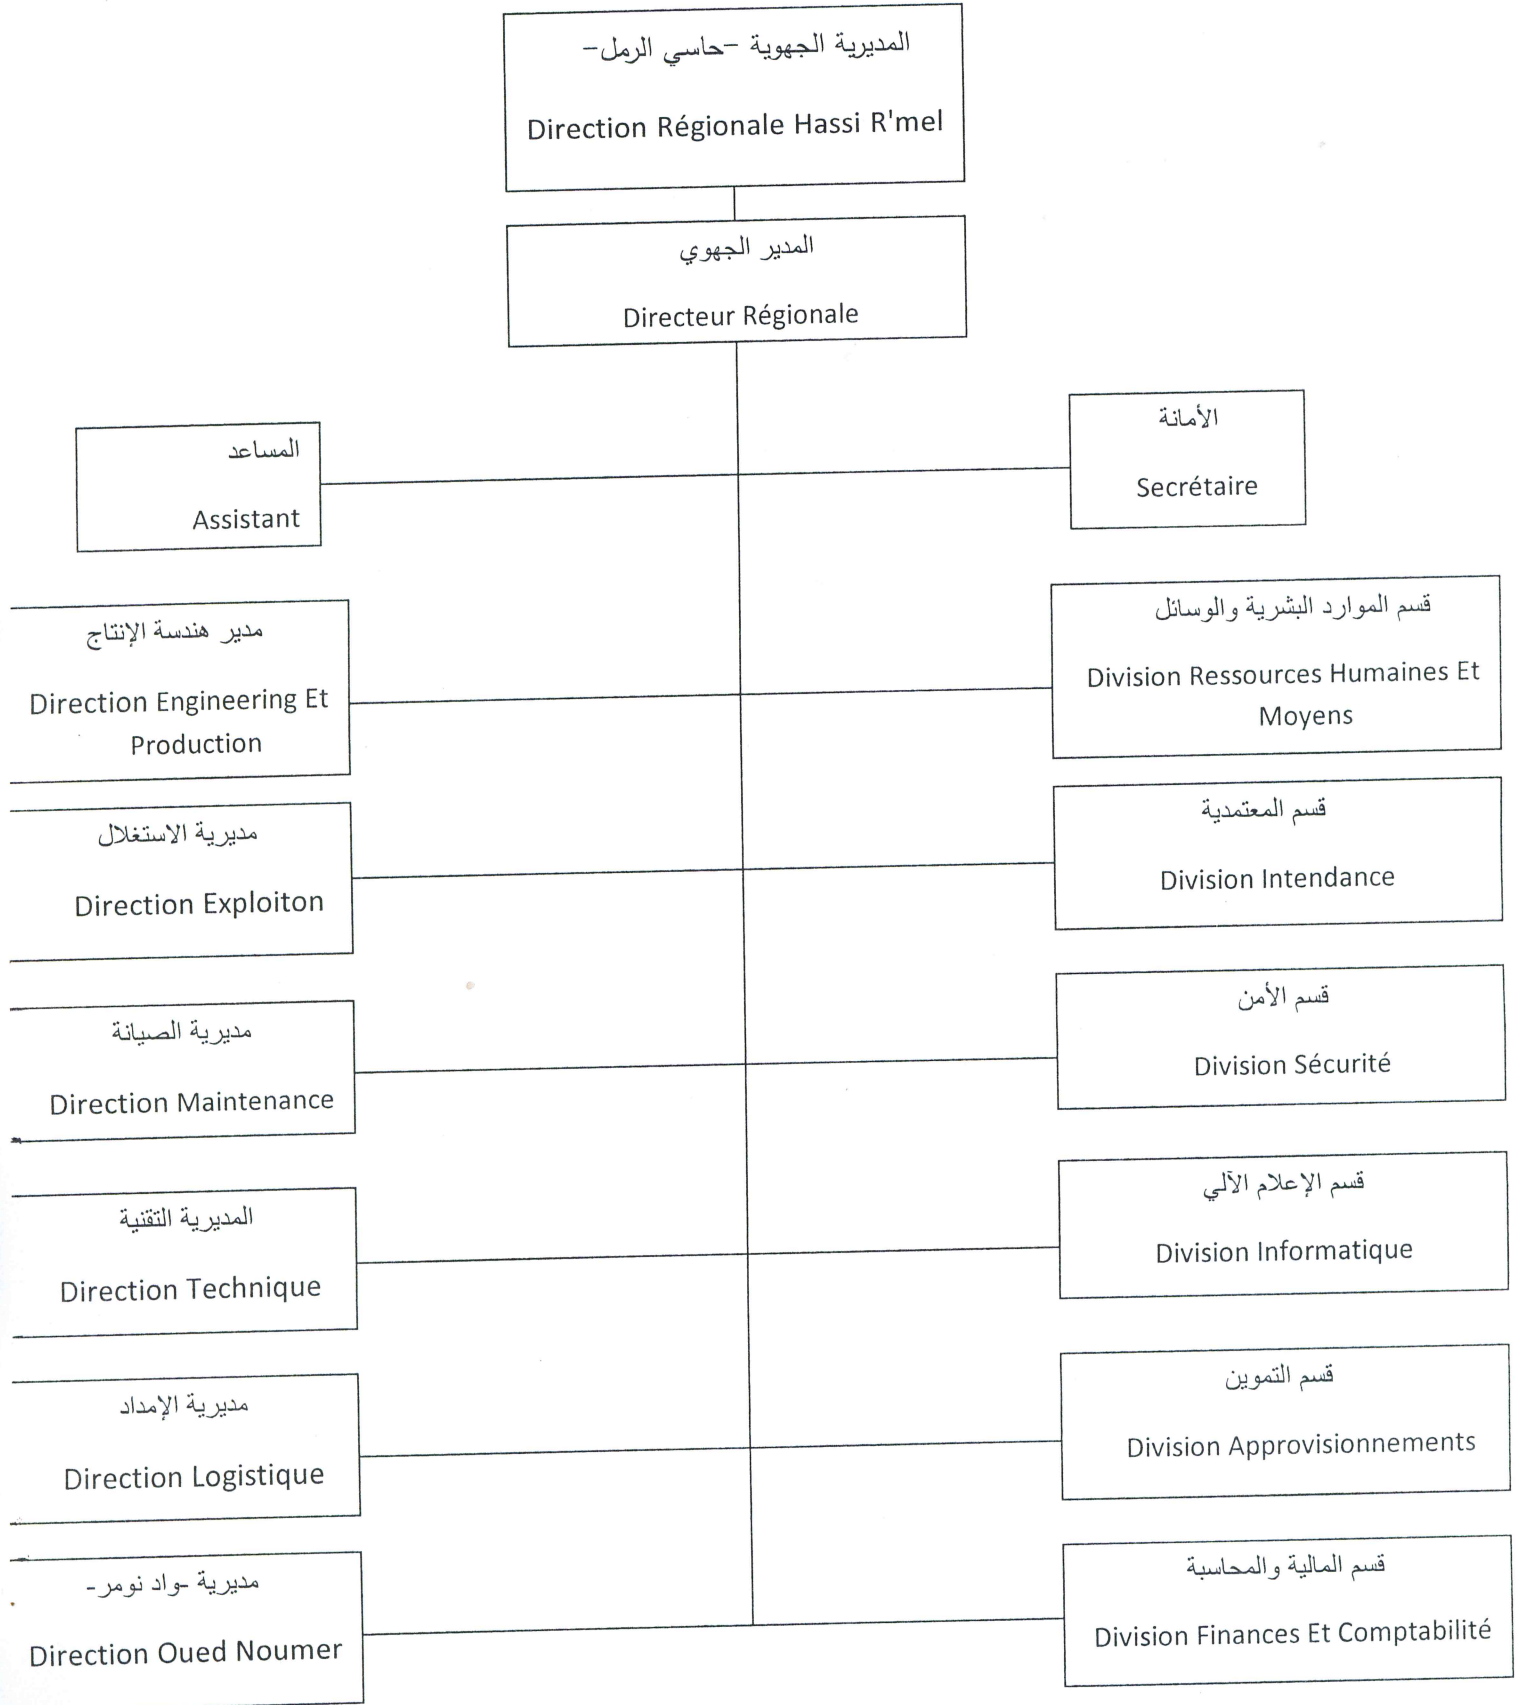 المديرية الجهوية –حاسي الرمل–
Direction Régionale Hassi R'mel
المدير الجهوي
Directeur Régionale
المساعد
Assistant
الأمانة
Secrétaire
مدير هندسة الإنتاج
Direction Engineering Et
Production
قسم الموارد البشرية والوسائل
Division Ressources Humaines Et
Moyens
مديرية الاستغلال
Direction Exploiton
قسم المعتمدية
Division Intendance
مديرية الصيانة
Direction Maintenance
قسم الأمن
Division Sécurité
المديرية التقنية
Direction Technique
قسم الإعلام الآلي
Division Informatique
مديرية الإمداد
Direction Logistique
قسم التموين
Division Approvisionnements
مديرية -واد نومر-
Direction Oued Noumer
قسم المالية والمحاسبة
Division Finances Et Comptabilité